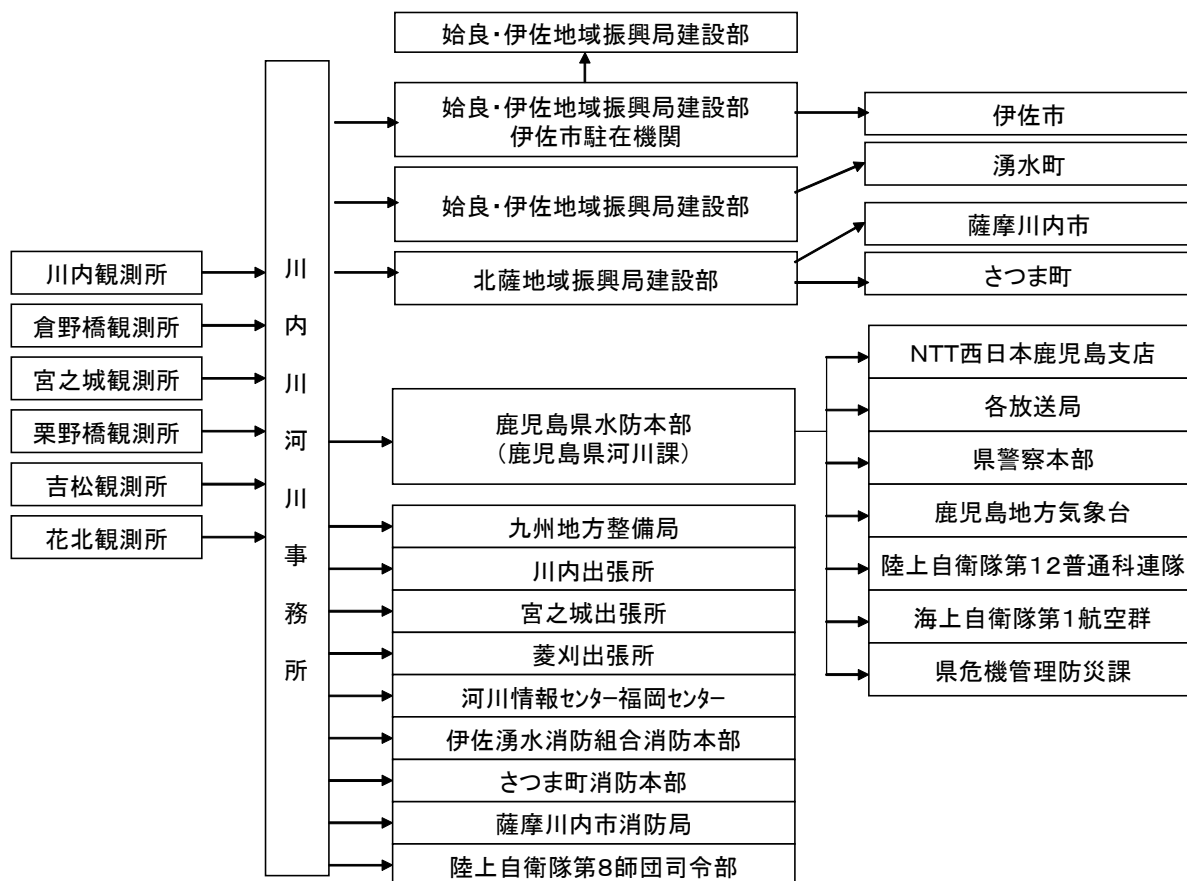 川内観測所
倉野橋観測所
宮之城観測所
栗野橋観測所
吉松観測所
花北観測所
川内川河川事務所
姶良・伊佐地域振興局建設部
姶良・伊佐地域振興局建設部
伊佐市駐在機関
姶良・伊佐地域振興局建設部
北薩地域振興局建設部
鹿児島県水防本部
(鹿児島県河川課)
九州地方整備局
川内出張所
宮之城出張所
菱刈出張所
河川情報センター福岡センター
伊佐湧水消防組合消防本部
さつま町消防本部
薩摩川内市消防局
陸上自衛隊第8師団司令部
伊佐市
湧水町
薩摩川内市
さつま町
NTT西日本鹿児島支店
各放送局
県警察本部
鹿児島地方気象台
陸上自衛隊第12普通科連隊
海上自衛隊第1航空群
県危機管理防災課